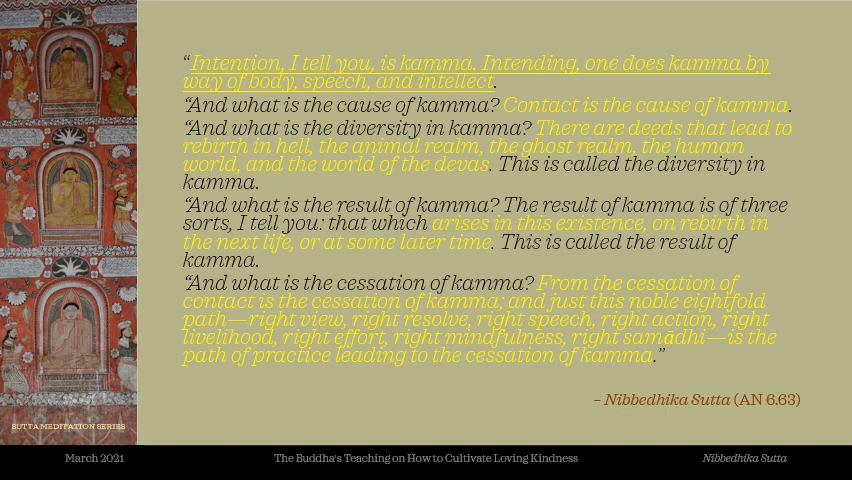 “Intention, I tell you, is kamma. Intending, one does kamma by
way of body, speech, and intellect.
“And what is the cause of kamma? Contact is the cause of kamma.
“And what is the diversity in kamma? There are deeds that lead to
rebirth in hell, the animal realm, the ghost realm, the human
world, and the world of the devas. This is called the diversity in
kamma.
“And what is the result of kamma? The result of kamma is of three
sorts, I tell you: that which arises in this existence, on rebirth in
the next life, or at some later time. This is called the result of
kamma.
“And what is the cessation of kamma? From the cessation of
contact is the cessation of kamma; and just this noble eightfold
path—right view, right resolve, right speech, right action, right
livelihood, right effort, right mindfulness, right samādhi—is the
path of practice leading to the cessation of kamma.”
– Nibbedhika Sutta (AN 6.63)
SUTTA MEDITATION SERIES
March 2021
The Buddha's Teaching on How to Cultivate Loving Kindness
Nibbedhika Sutta